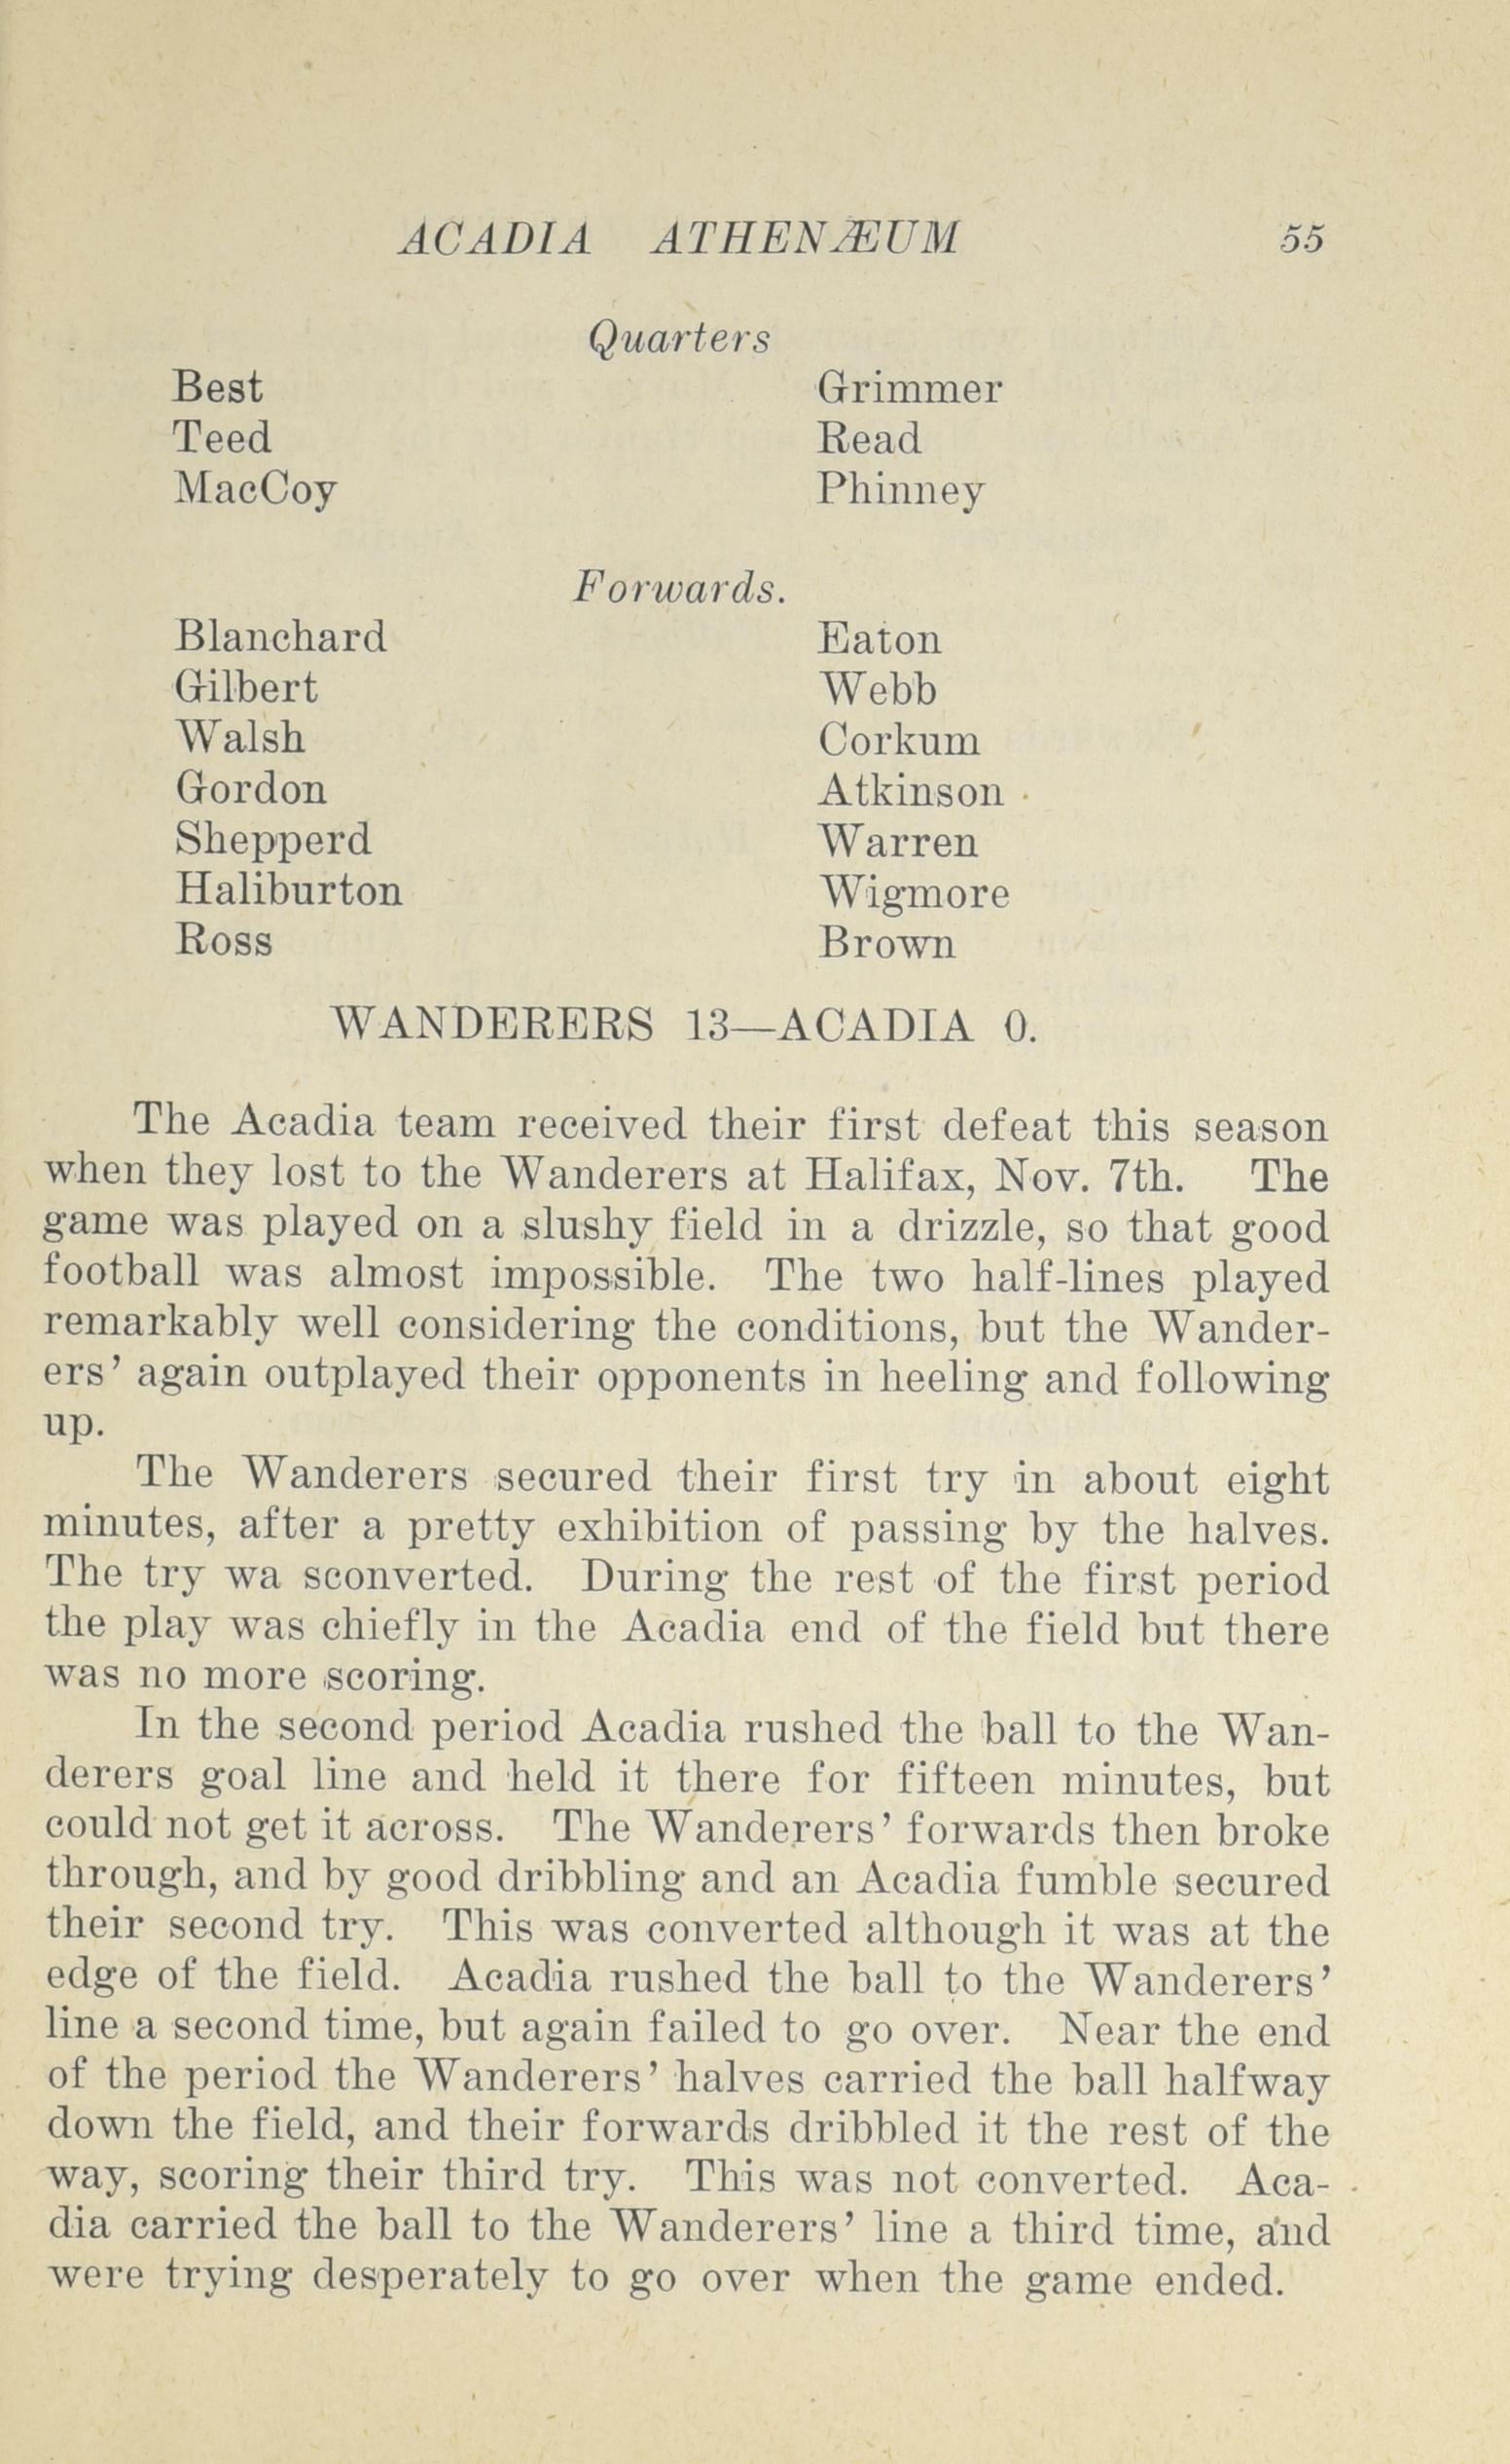 ACADIA ATHENÆUM 55
Quarters
Best Grimmer
Teed Read
MacCoy Phinney
Forwards.
Blanchard Eaton
Gilbert Webb
Walsh Corkum
Gordon Atkinson
Shepperd Warren
Haliburton Wigmore
Ross Brown
WANDERERS 13—ACADIA 0.
The Acadia team received their first defeat this season
when they lost to the Wanderers at Halifax, Nov. 7th. The
game was played on a slushy field in a drizzle, so that good
football was almost impossible. The two half-lines played
remarkably well considering the conditions, but the Wander-
ers' again outplayed their opponents in heeling and following
up.
The Wanderers secured their first try in about eight
minutes, after a pretty exhibition of passing by the halves.
The try wa sconverted. During the rest of the first period
the play was chiefly in the Acadia end of the field but there
was no more scoring.
In the second period Acadia rushed the ball to the Wan-
derers goal line and held it there for fifteen minutes, but
could not get it across. The Wanderers' forwards then broke
through, and by good dribbling and an Acadia fumble secured
their second try. This was converted although it was at the
edge of the field. Acadia rushed the ball to the Wanderers'
line a second time, but again failed to go over. Near the end
of the period the Wanderers' halves carried the ball halfway
down the field, and their forwards dribbled it the rest of the
way, scoring their third try. This was not converted. Aca-
dia carried the ball to the Wanderers' line a third time, and
were trying desperately to go over when the game ended.